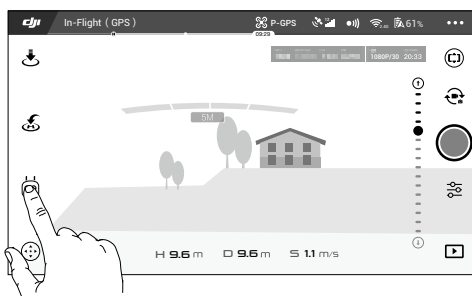 dji In-Flight ( GPS ) P-GPS 61%
09:29
1080P/30 20:33
5M
H 9.6 m D 9.6 m S 1.1 m/s